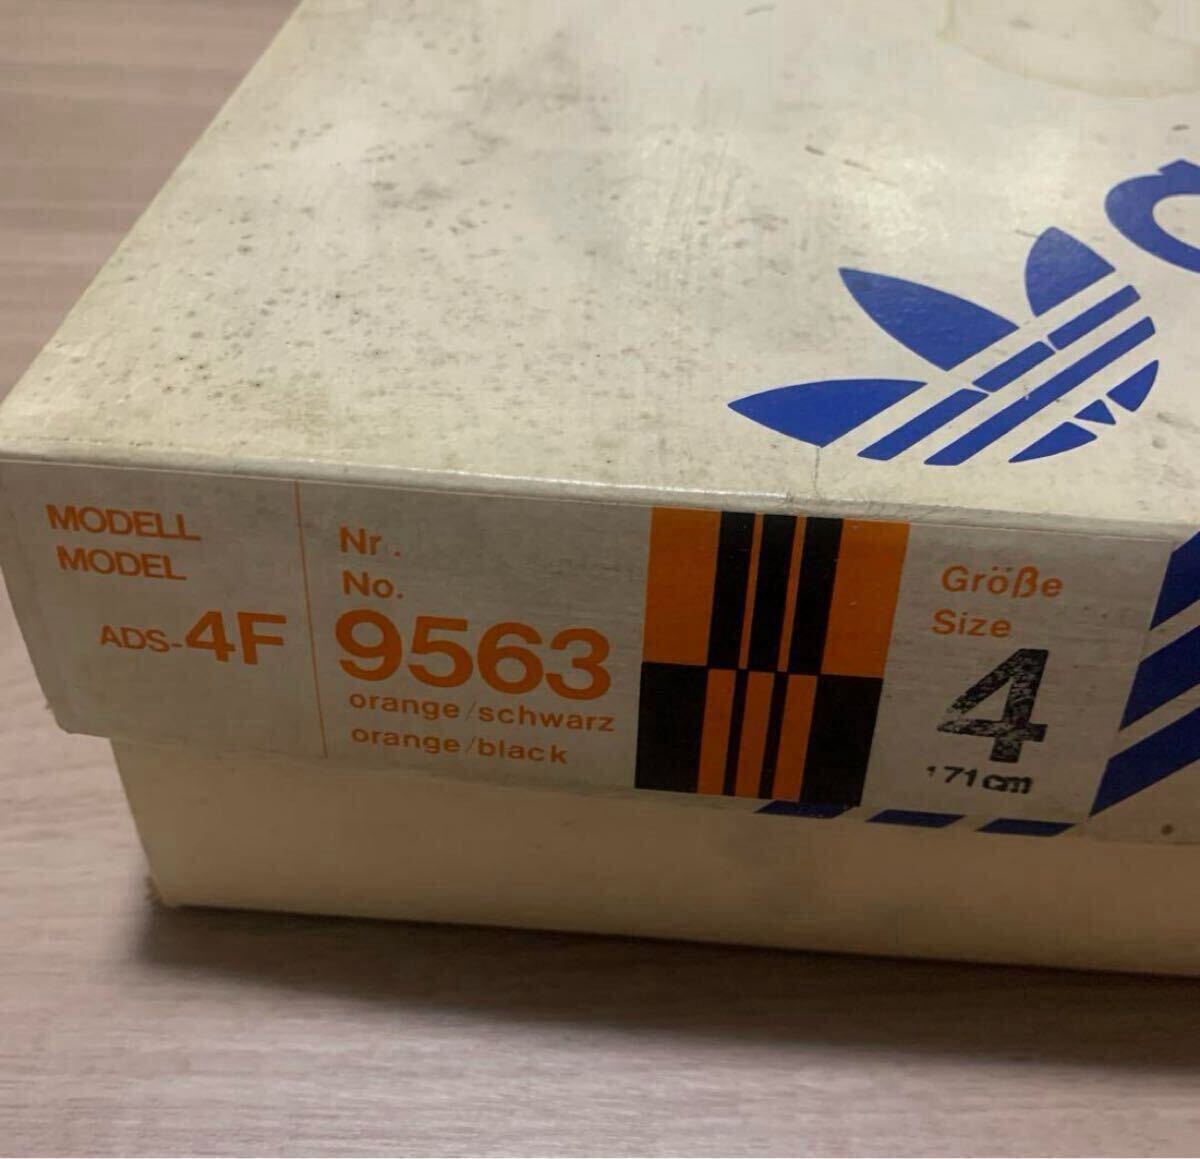 MODELL
MODEL
ADS-4F
Nr.
No.
9563
orange/schwarz
orange/black
Größe
Size
4
171cm